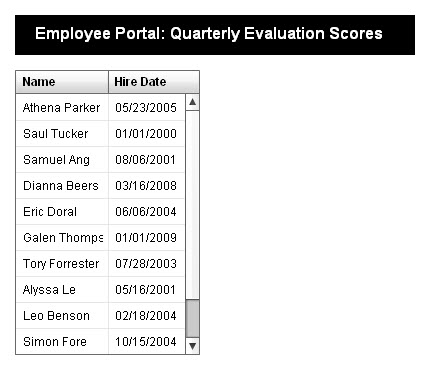 Employee Portal: Quarterly Evaluation Scores
Name Hire Date
Athena Parker 05/23/2005
Saul Tucker 01/01/2000
Samuel Ang 08/06/2001
Dianna Beers 03/16/2008
Eric Doral 06/06/2004
Galen Thomps 01/01/2009
Tory Forrester 07/28/2003
Alyssa Le 05/16/2001
Leo Benson 02/18/2004
Simon Fore 10/15/2004